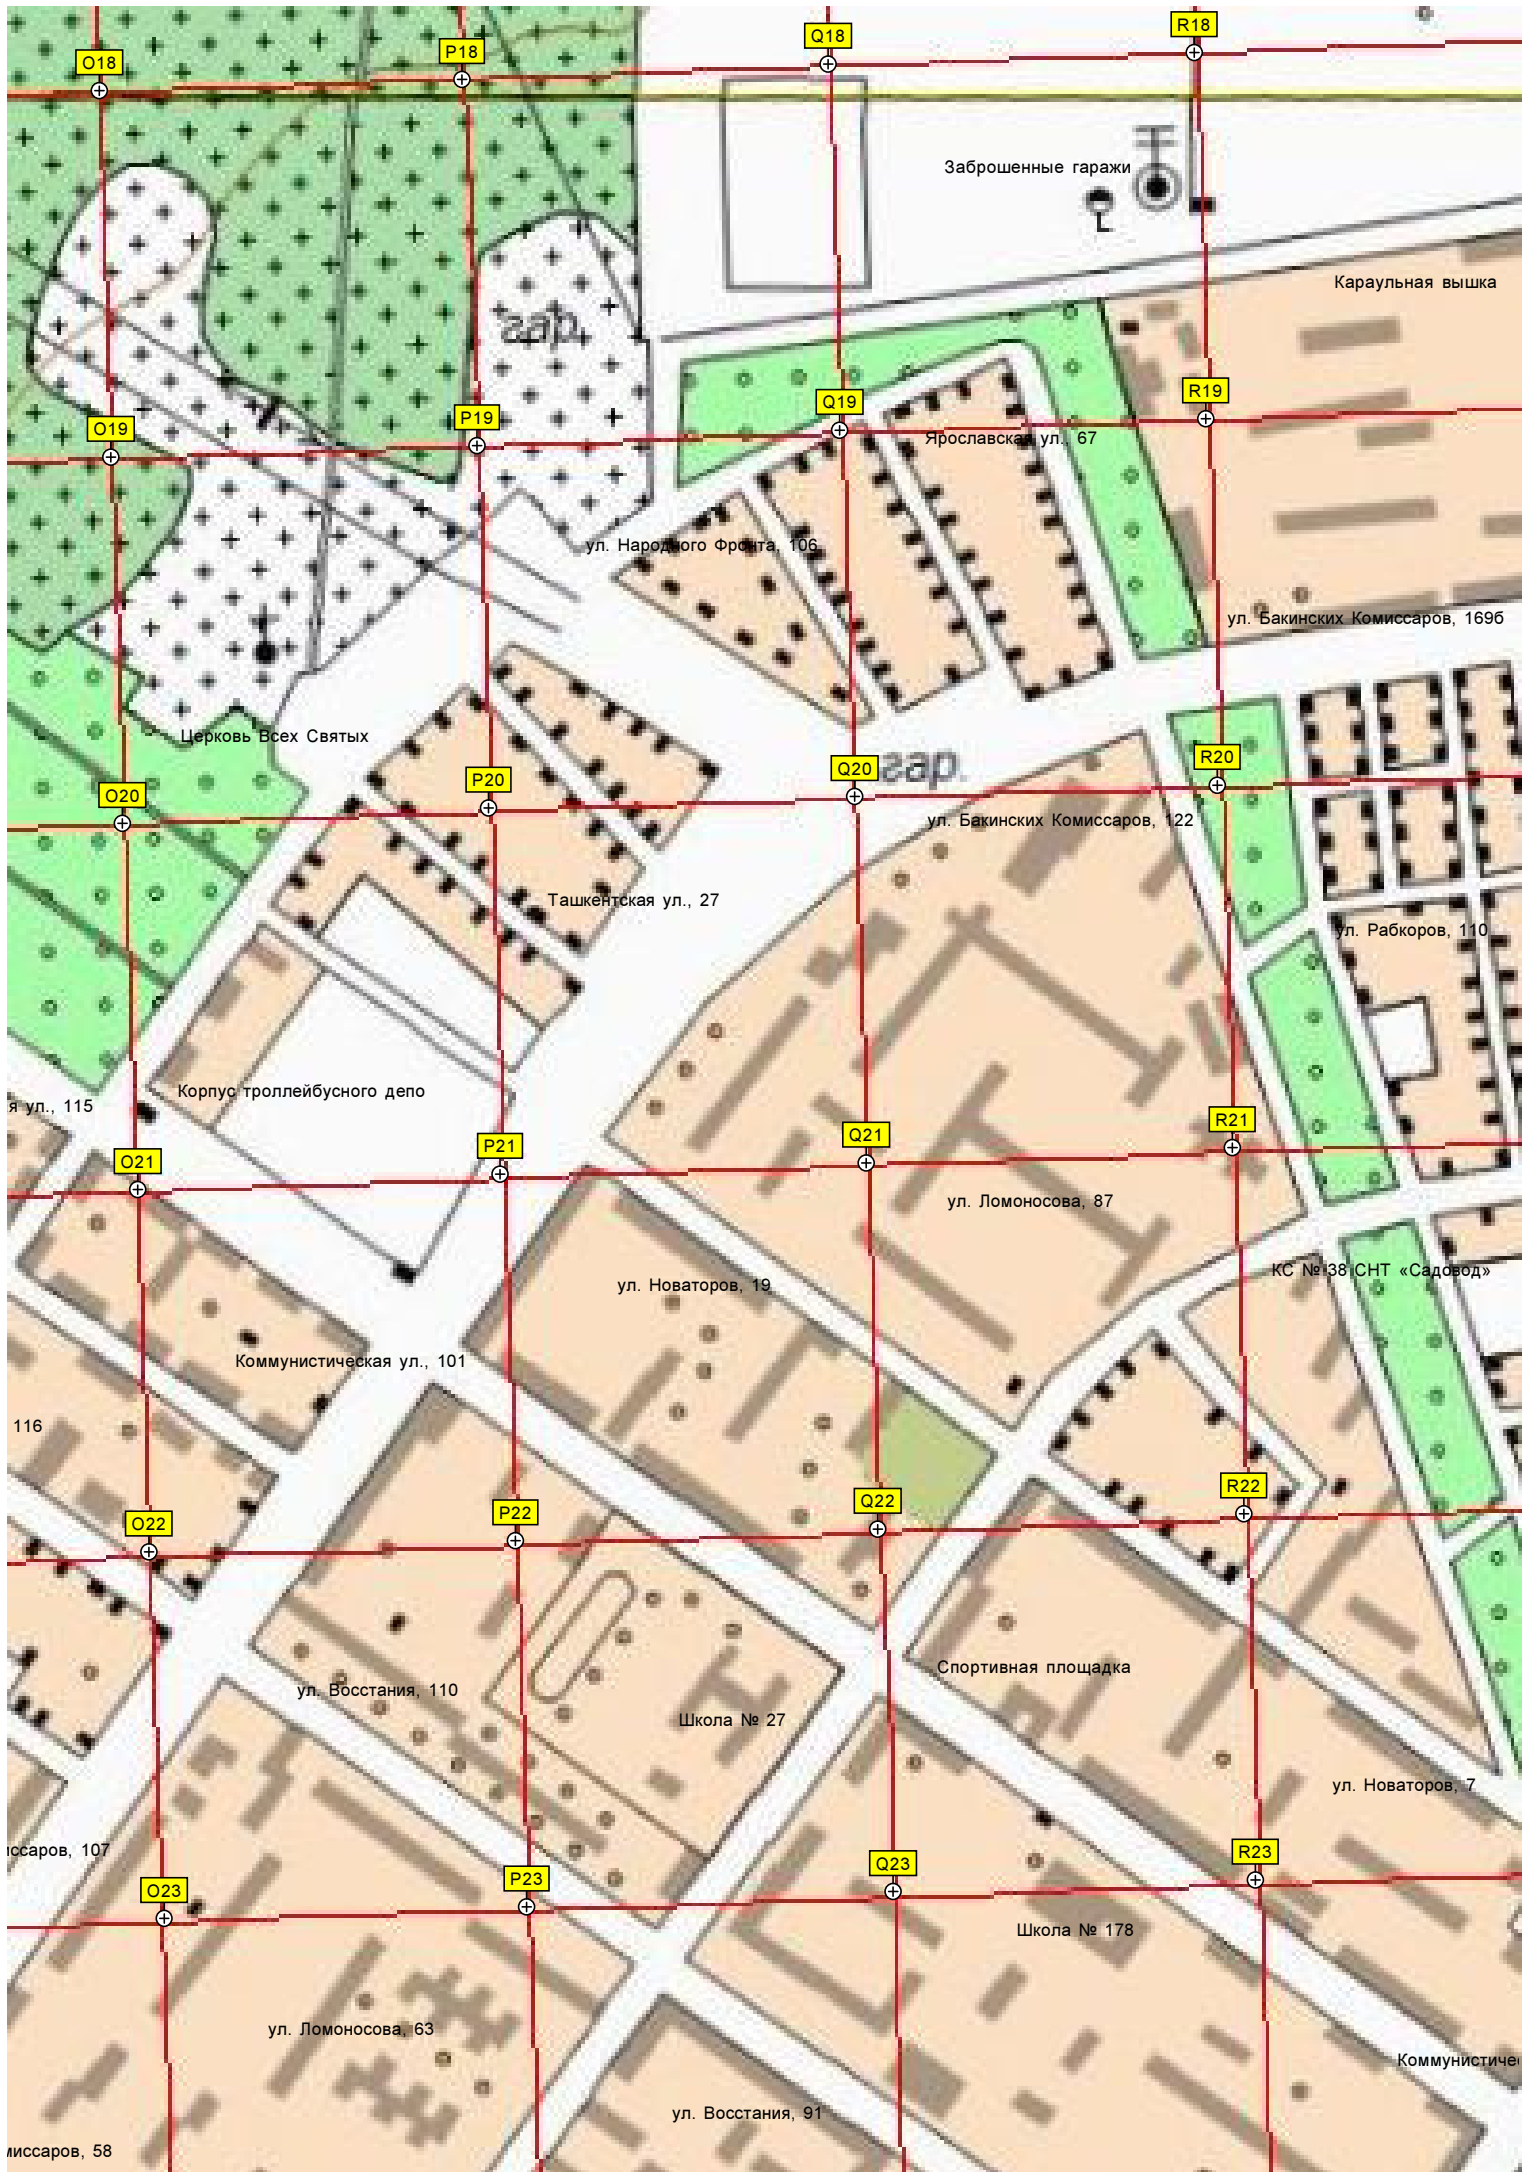 R18
Q18
P18
O18
Заброшенные гаражи
Караульная вышка
гар.
R19
Q19
P19
O19
Ярославская ул., 67
ул. Народного Фронта, 106
ул. Бакинских Комиссаров, 169б
Церковь Всех Святых
R20
Q20
гар.
P20
O20
ул. Бакинских Комиссаров, 122
Ташкентская ул., 27
ул. Рабкоров, 110
Корпус троллейбусного депо
я ул., 115
R21
Q21
P21
O21
ул. Ломоносова, 87
КС № 38 СНТ «Садовод»
ул. Новаторов, 19
Коммунистическая ул., 101
116
R22
Q22
P22
O22
Спортивная площадка
ул. Восстания, 110
Школа № 27
ул. Новаторов, 7
иссаров, 107
R23
Q23
P23
O23
Школа № 178
ул. Ломоносова, 63
Коммунистиче
ул. Восстания, 91
миссаров, 58